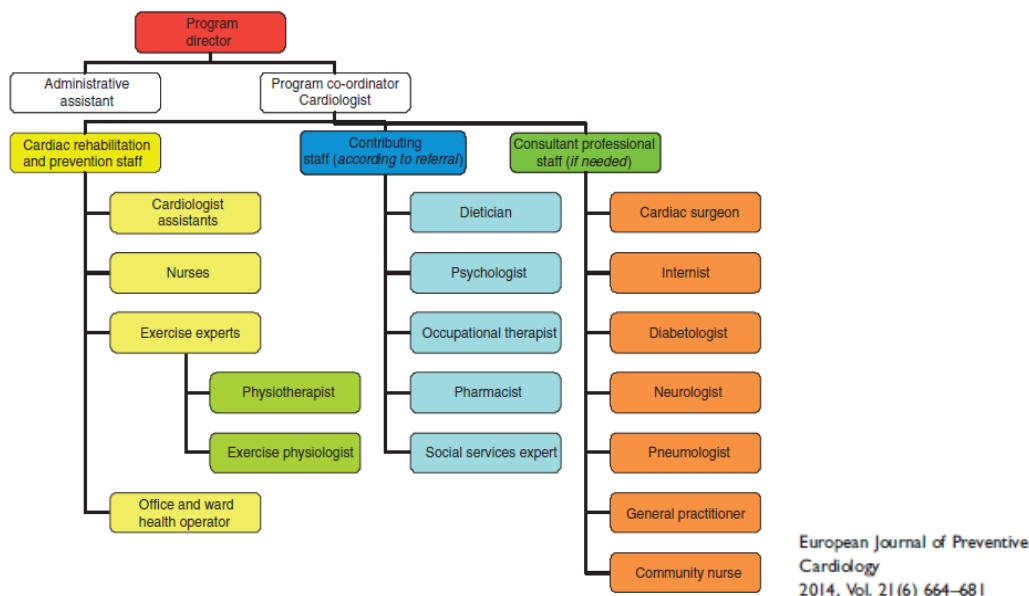 Program
director
Administrative
assistant
Program co-ordinator
Cardiologist
Cardiac rehabilitation
and prevention staff
Contributing
staff (according to referral)
Consultant professional
staff (if needed)
Cardiologist
assistants
Nurses
Exercise experts
Physiotherapist
Exercise physiologist
Office and ward
health operator
Dietician
Psychologist
Occupational therapist
Pharmacist
Social services expert
Cardiac surgeon
Internist
Diabetologist
Neurologist
Pneumologist
General practitioner
Community nurse
European Journal of Preventive
Cardiology
2014, Vol. 21(6) 664–681